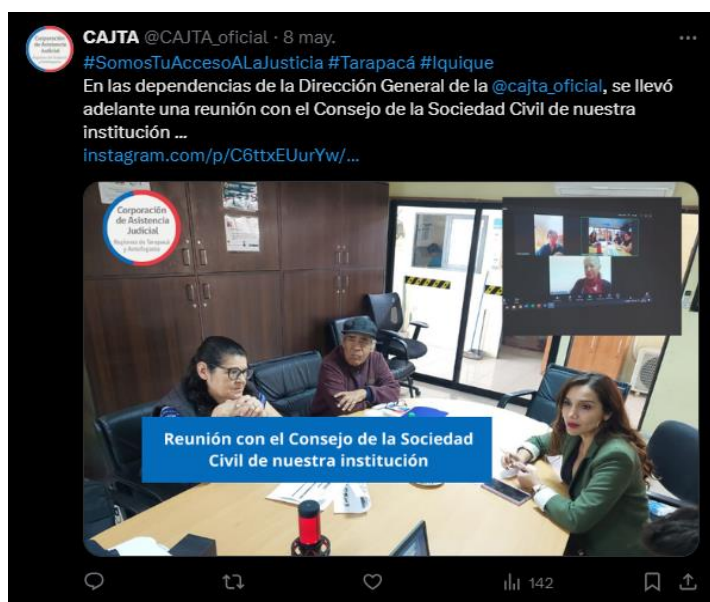 CAJTA @CAJTA_oficial · 8 may.
#SomosTuAccesoALaJusticia #Tarapacá #Iquique
En las dependencias de la Dirección General de la @cajta_oficial, se llevó
adelante una reunión con el Consejo de la Sociedad Civil de nuestra
institución ...
instagram.com/p/C6ttxEUurYw/...
Corporación
de Asistencia
Judicial
Regiones de Tarapacá
y Antofagasta
Reunión con el Consejo de la Sociedad
Civil de nuestra institución
142